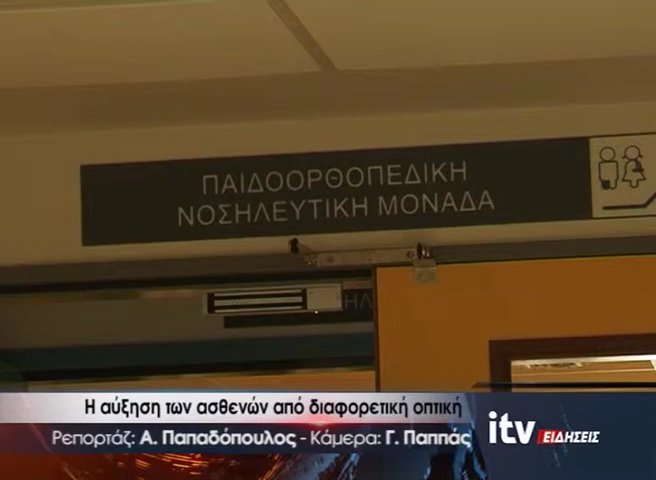 ΠΑΙΔΟΟΡΘΟΠΕΔΙΚΗ
ΝΟΣΗΛΕΥΤΙΚΗ ΜΟΝΑΔΑ
Η αύξηση των ασθενών από διαφορετική οπτική
Ρεπορτάζ: Α. Παπαδόπουλος - Κάμερα: Γ. Παππάς
itv ΕΙΔΗΣΕΙΣ